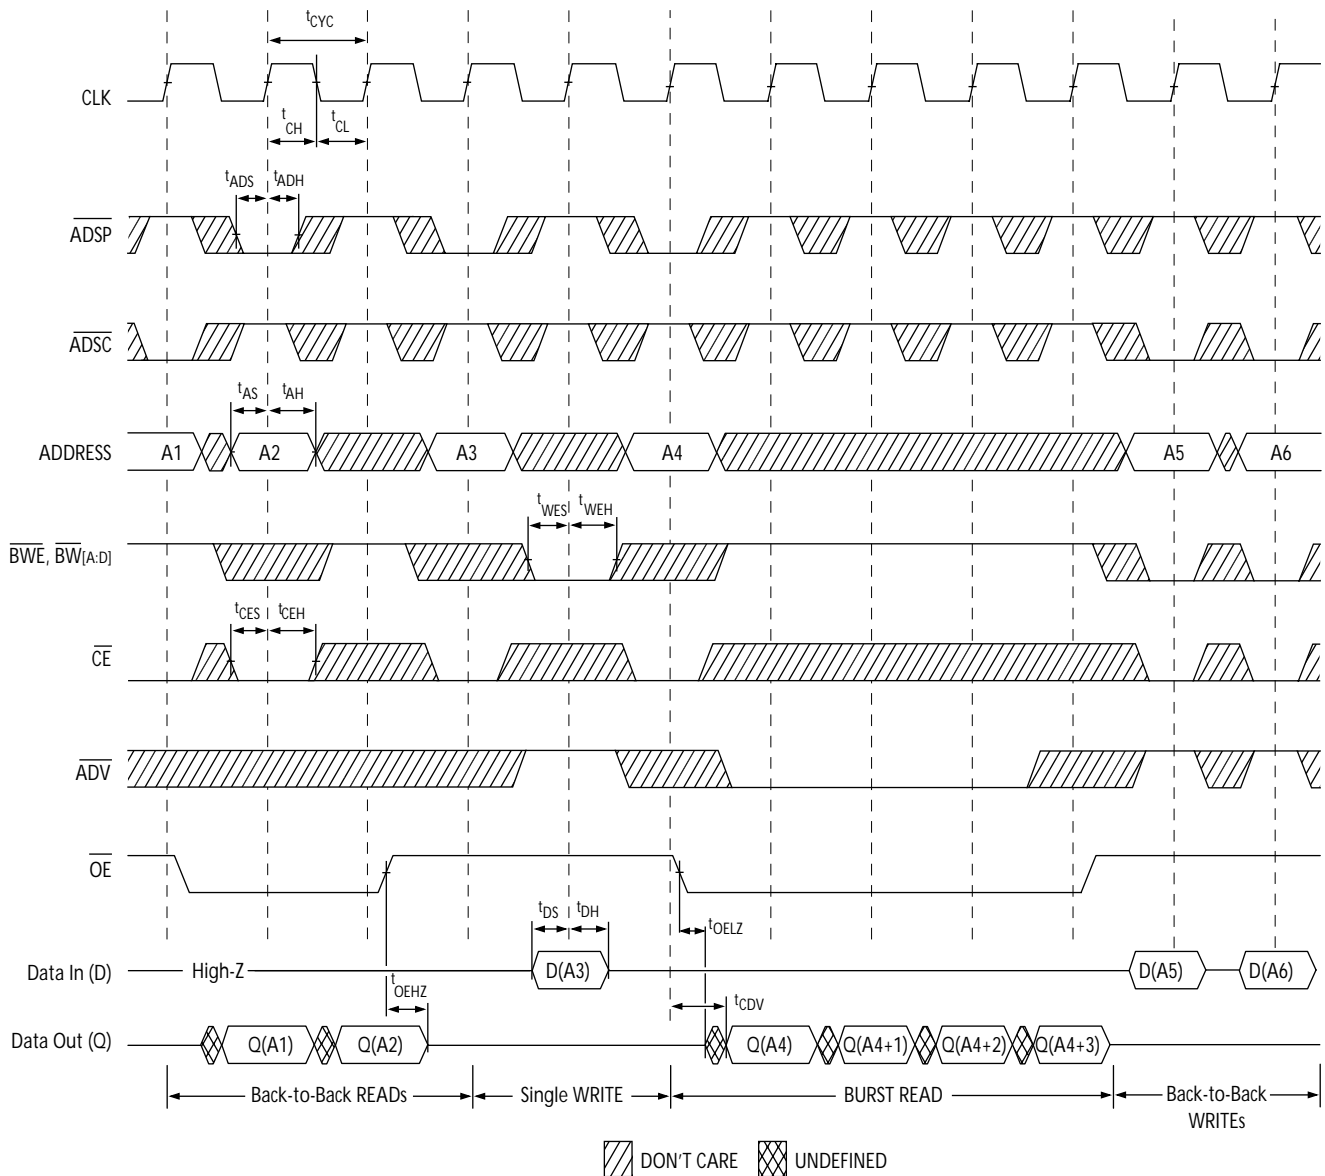 tCYC
CLK
tCH
tCL
tADS
tADH
ADSP
ADSC
tAS
tAH
ADDRESS
A1
A2
A3
A4
A5
A6
tWES
tWEH
BWE, BW[A:D]
tCES
tCEH
CE
ADV
OE
tDS
tDH
tOELZ
Data In (D)
High-Z
D(A3)
D(A5)
D(A6)
tOEHZ
tCDV
Data Out (Q)
Q(A1)
Q(A2)
Q(A4)
Q(A4+1)
Q(A4+2)
Q(A4+3)
Back-to-Back READs
Single WRITE
BURST READ
Back-to-Back
WRITEs
DON'T CARE
UNDEFINED